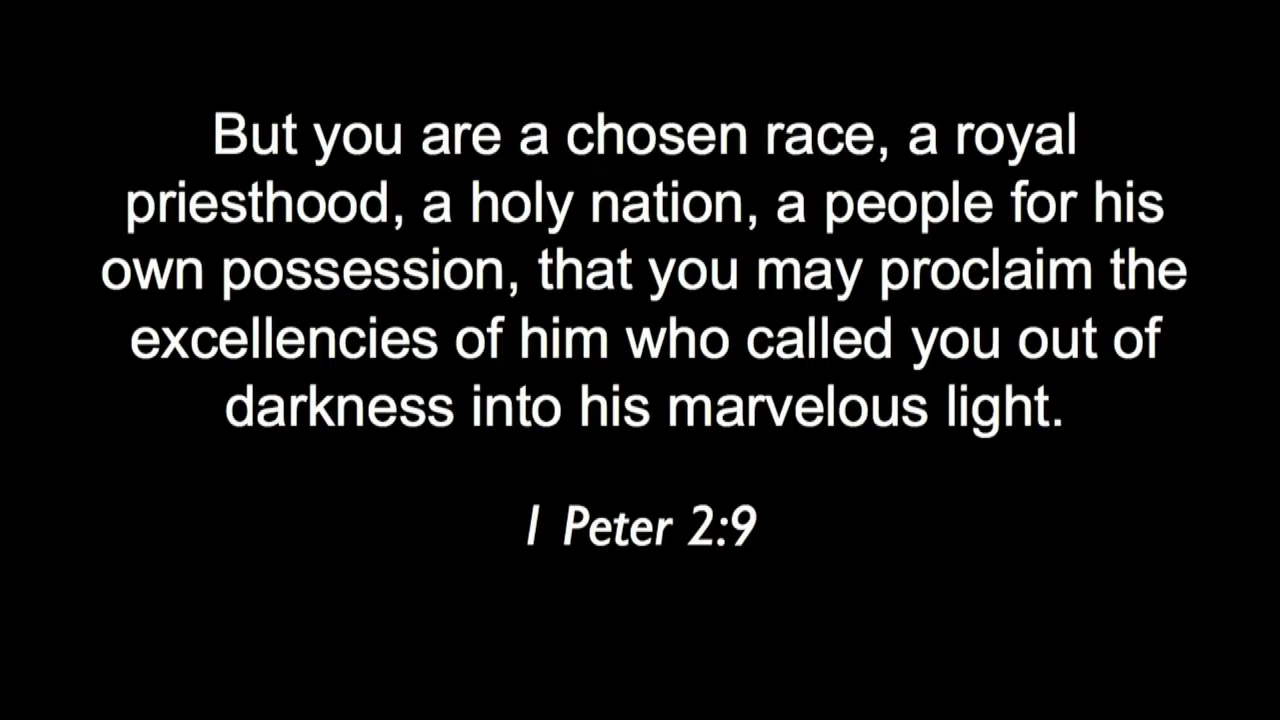 But you are a chosen race, a royal
priesthood, a holy nation, a people for his
own possession, that you may proclaim the
excellencies of him who called you out of
darkness into his marvelous light.
1 Peter 2:9